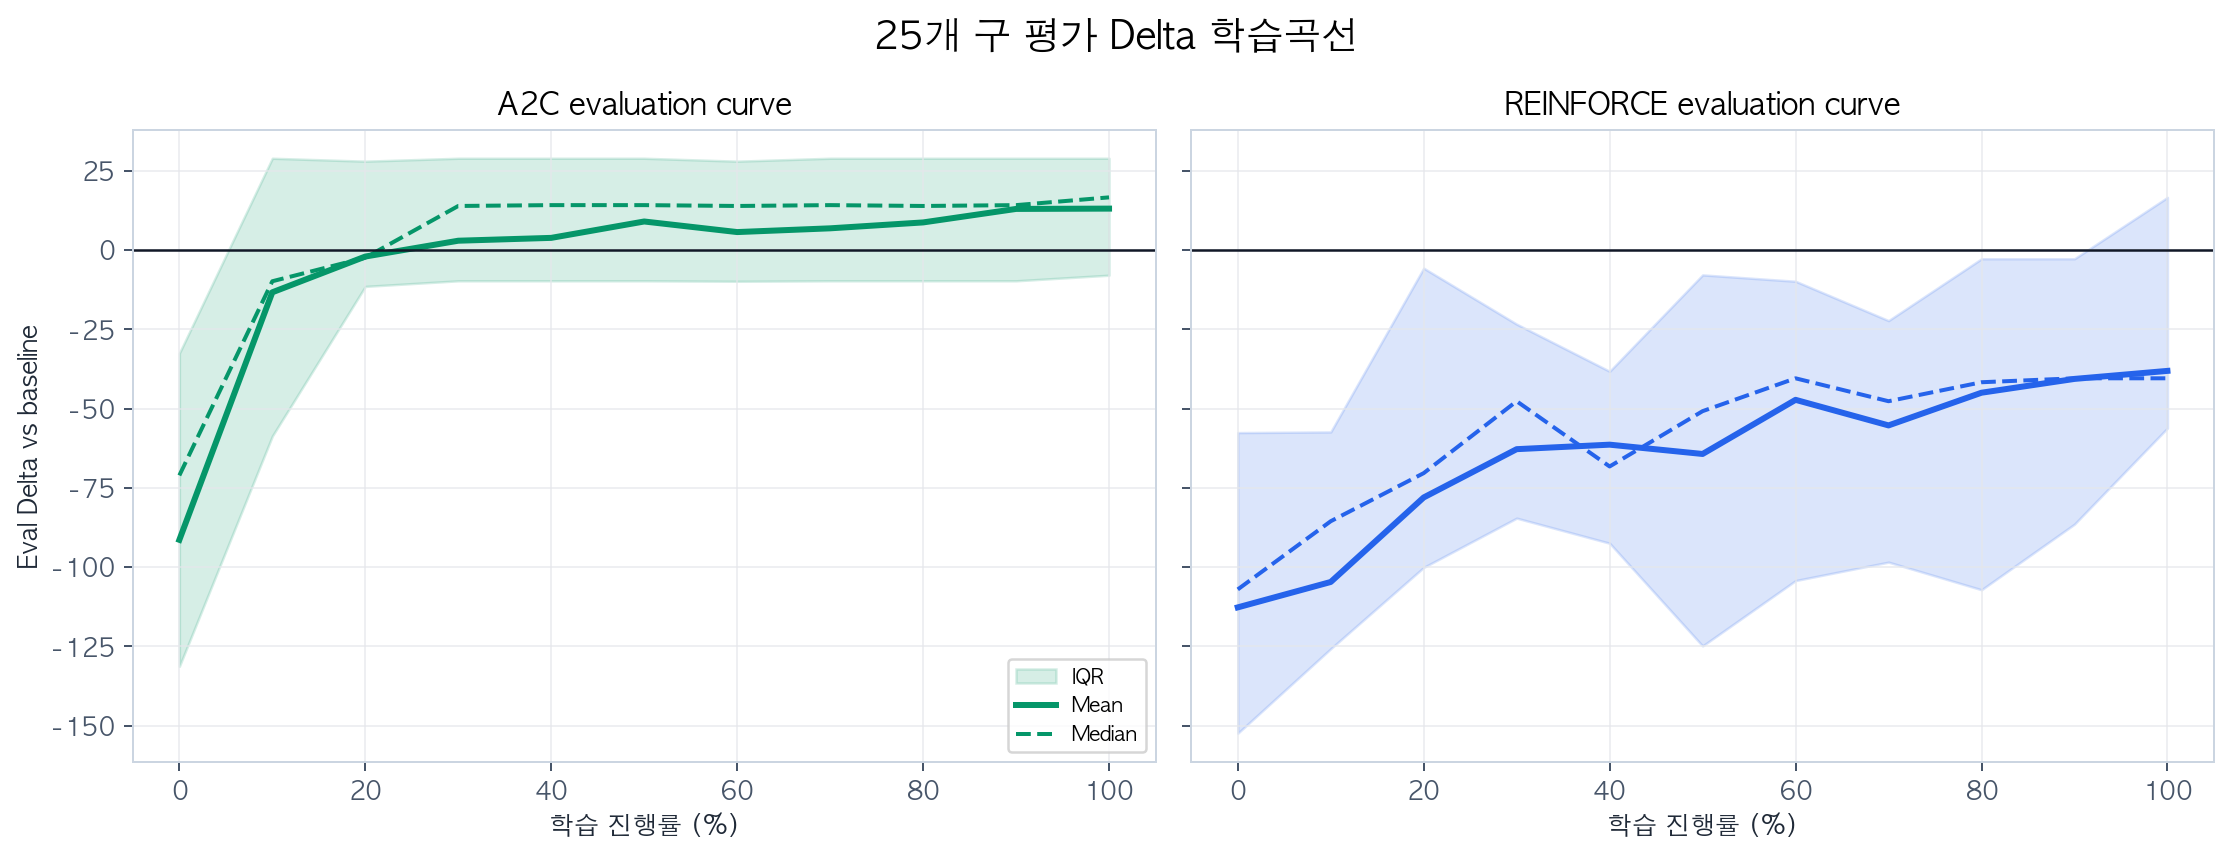 25개 구 평가 Delta 학습곡선
A2C evaluation curve
Eval Delta vs baseline
25
0
-25
-50
-75
-100
-125
-150
IQR
Mean
Median
0 20 40 60 80 100
학습 진행률 (%)
REINFORCE evaluation curve
0 20 40 60 80 100
학습 진행률 (%)